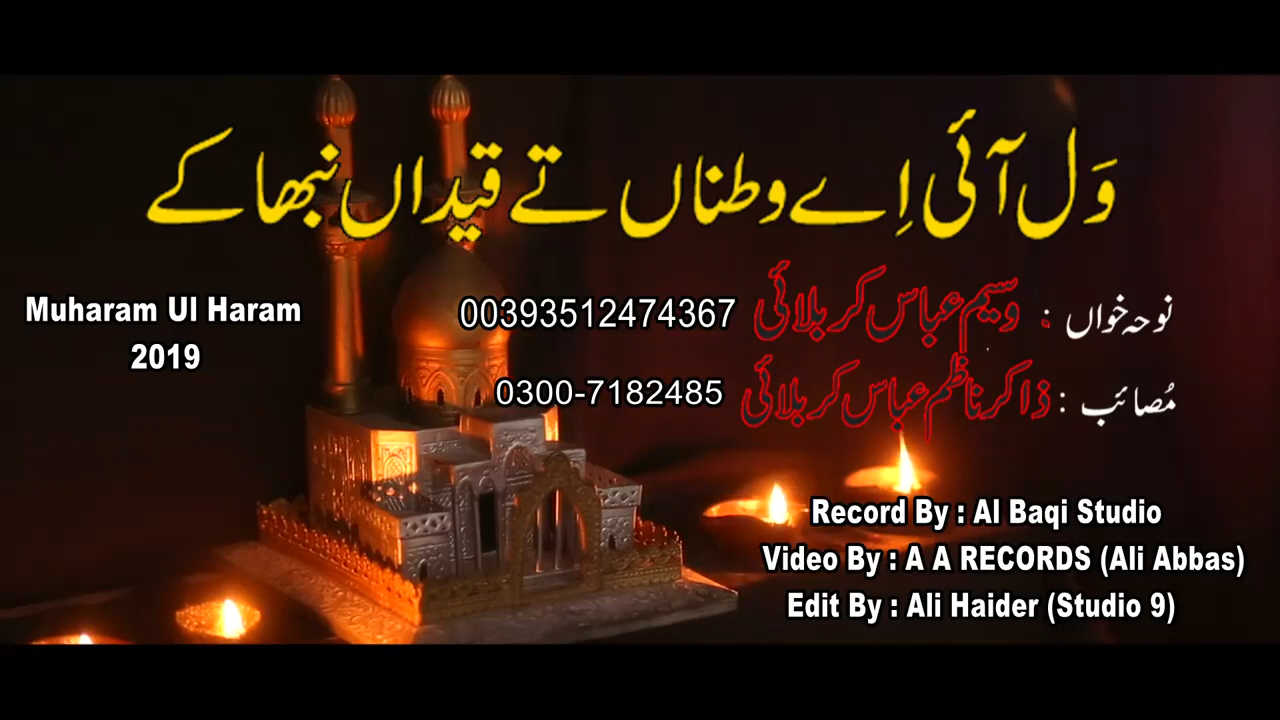 وَل آئی اِے وطناں تے قیداں نبھا کے
نوحہ خواں : وسیم عباس کربلائی 00393512474367
مُصائب : ذاکر ناظم عباس کربلائی 0300-7182485
Muharam Ul Haram
2019
Record By : Al Baqi Studio
Video By : A A RECORDS (Ali Abbas)
Edit By : Ali Haider (Studio 9)